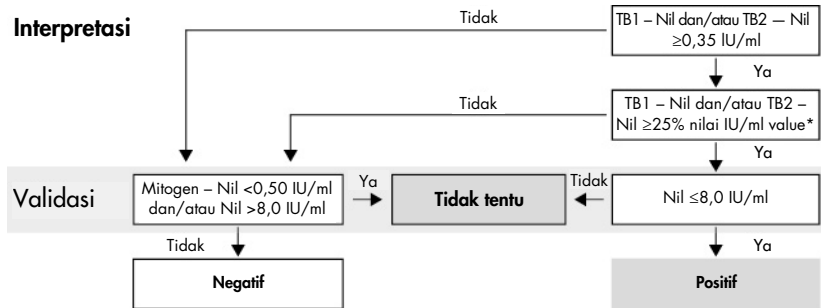 Interpretasi
Tidak
TB1 – Nil dan/atau TB2 — Nil
≥0,35 IU/ml
Ya
Tidak
TB1 – Nil dan/atau TB2 –
Nil ≥25% nilai IU/ml value*
Ya
Validasi
Mitogen – Nil <0,50 IU/ml
dan/atau Nil >8,0 IU/ml
Ya
Tidak tentu
Tidak
Nil ≤8,0 IU/ml
Tidak
Ya
Negatif
Positif